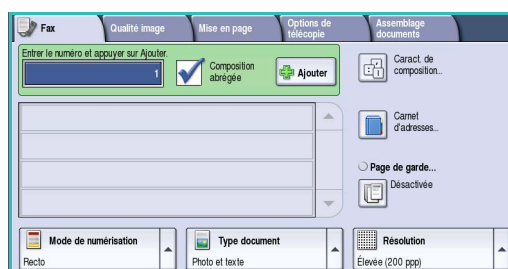 Fax
Qualité image
Mise en page
Options de
télécopie
Assemblage
documents
Entrer le numéro et appuyer sur Ajouter.
1
Composition
abrégée
Ajouter
Caract. de
composition...
Carnet
d'adresses...
Page de garde...
Désactivée
Mode de numérisation
Recto
Type document
Photo et texte
Résolution
Élevée (200 ppp)